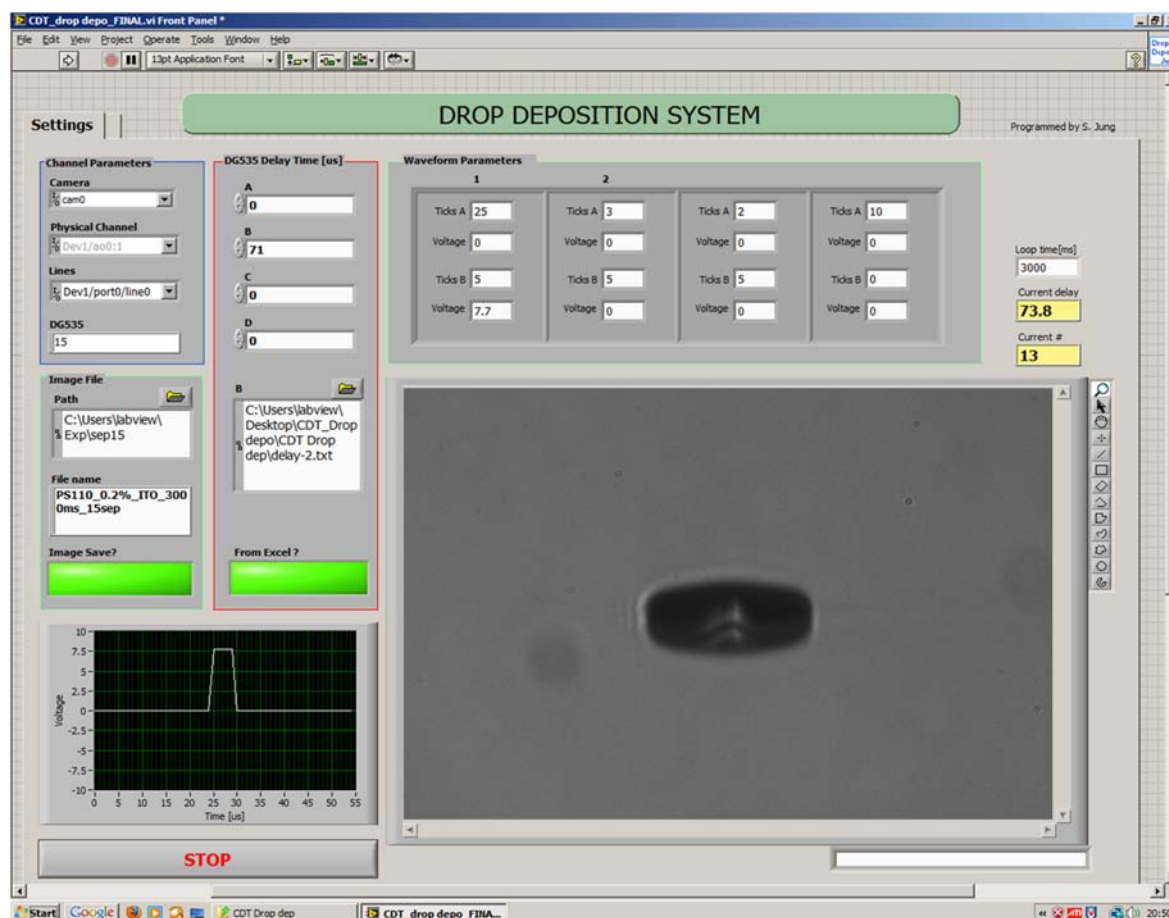 CDT_drop depo_FINAL.vi Front Panel *
File Edit View Project Operate Tools Window Help
13pt Application Font
DROP DEPOSITION SYSTEM
Settings
Programmed by S. Jung
Channel Parameters
Camera
cam0
Physical Channel
Dev1/ao0:1
Lines
Dev1/port0/line0
DG535
15
DG535 Delay Time [us]
A
0
B
71
C
0
D
0
B
C:\Users\labview\
Desktop\CDT_Drop
depo\CDT Drop
dep\delay-2.txt
From Excel ?
Waveform Parameters
1 2
Ticks A 25 Ticks A 3 Ticks A 2 Ticks A 10
Voltage 0 Voltage 0 Voltage 0 Voltage 0
Ticks B 5 Ticks B 5 Ticks B 5 Ticks B 0
Voltage 7.7 Voltage 0 Voltage 0 Voltage 0
Loop time[ms]
3000
Current delay
73.8
Current #
13
Image File
Path
C:\Users\labview\
Exp\sep15
File name
PS110_0.2%_ITO_300
0ms_15sep
Image Save?
Voltage
10
7.5
5
2.5
0
-2.5
-5
-7.5
-10
0 5 10 15 20 25 30 35 40 45 50 55
Time [us]
STOP
Start Google CDT Drop dep CDT_drop depo_FINA...